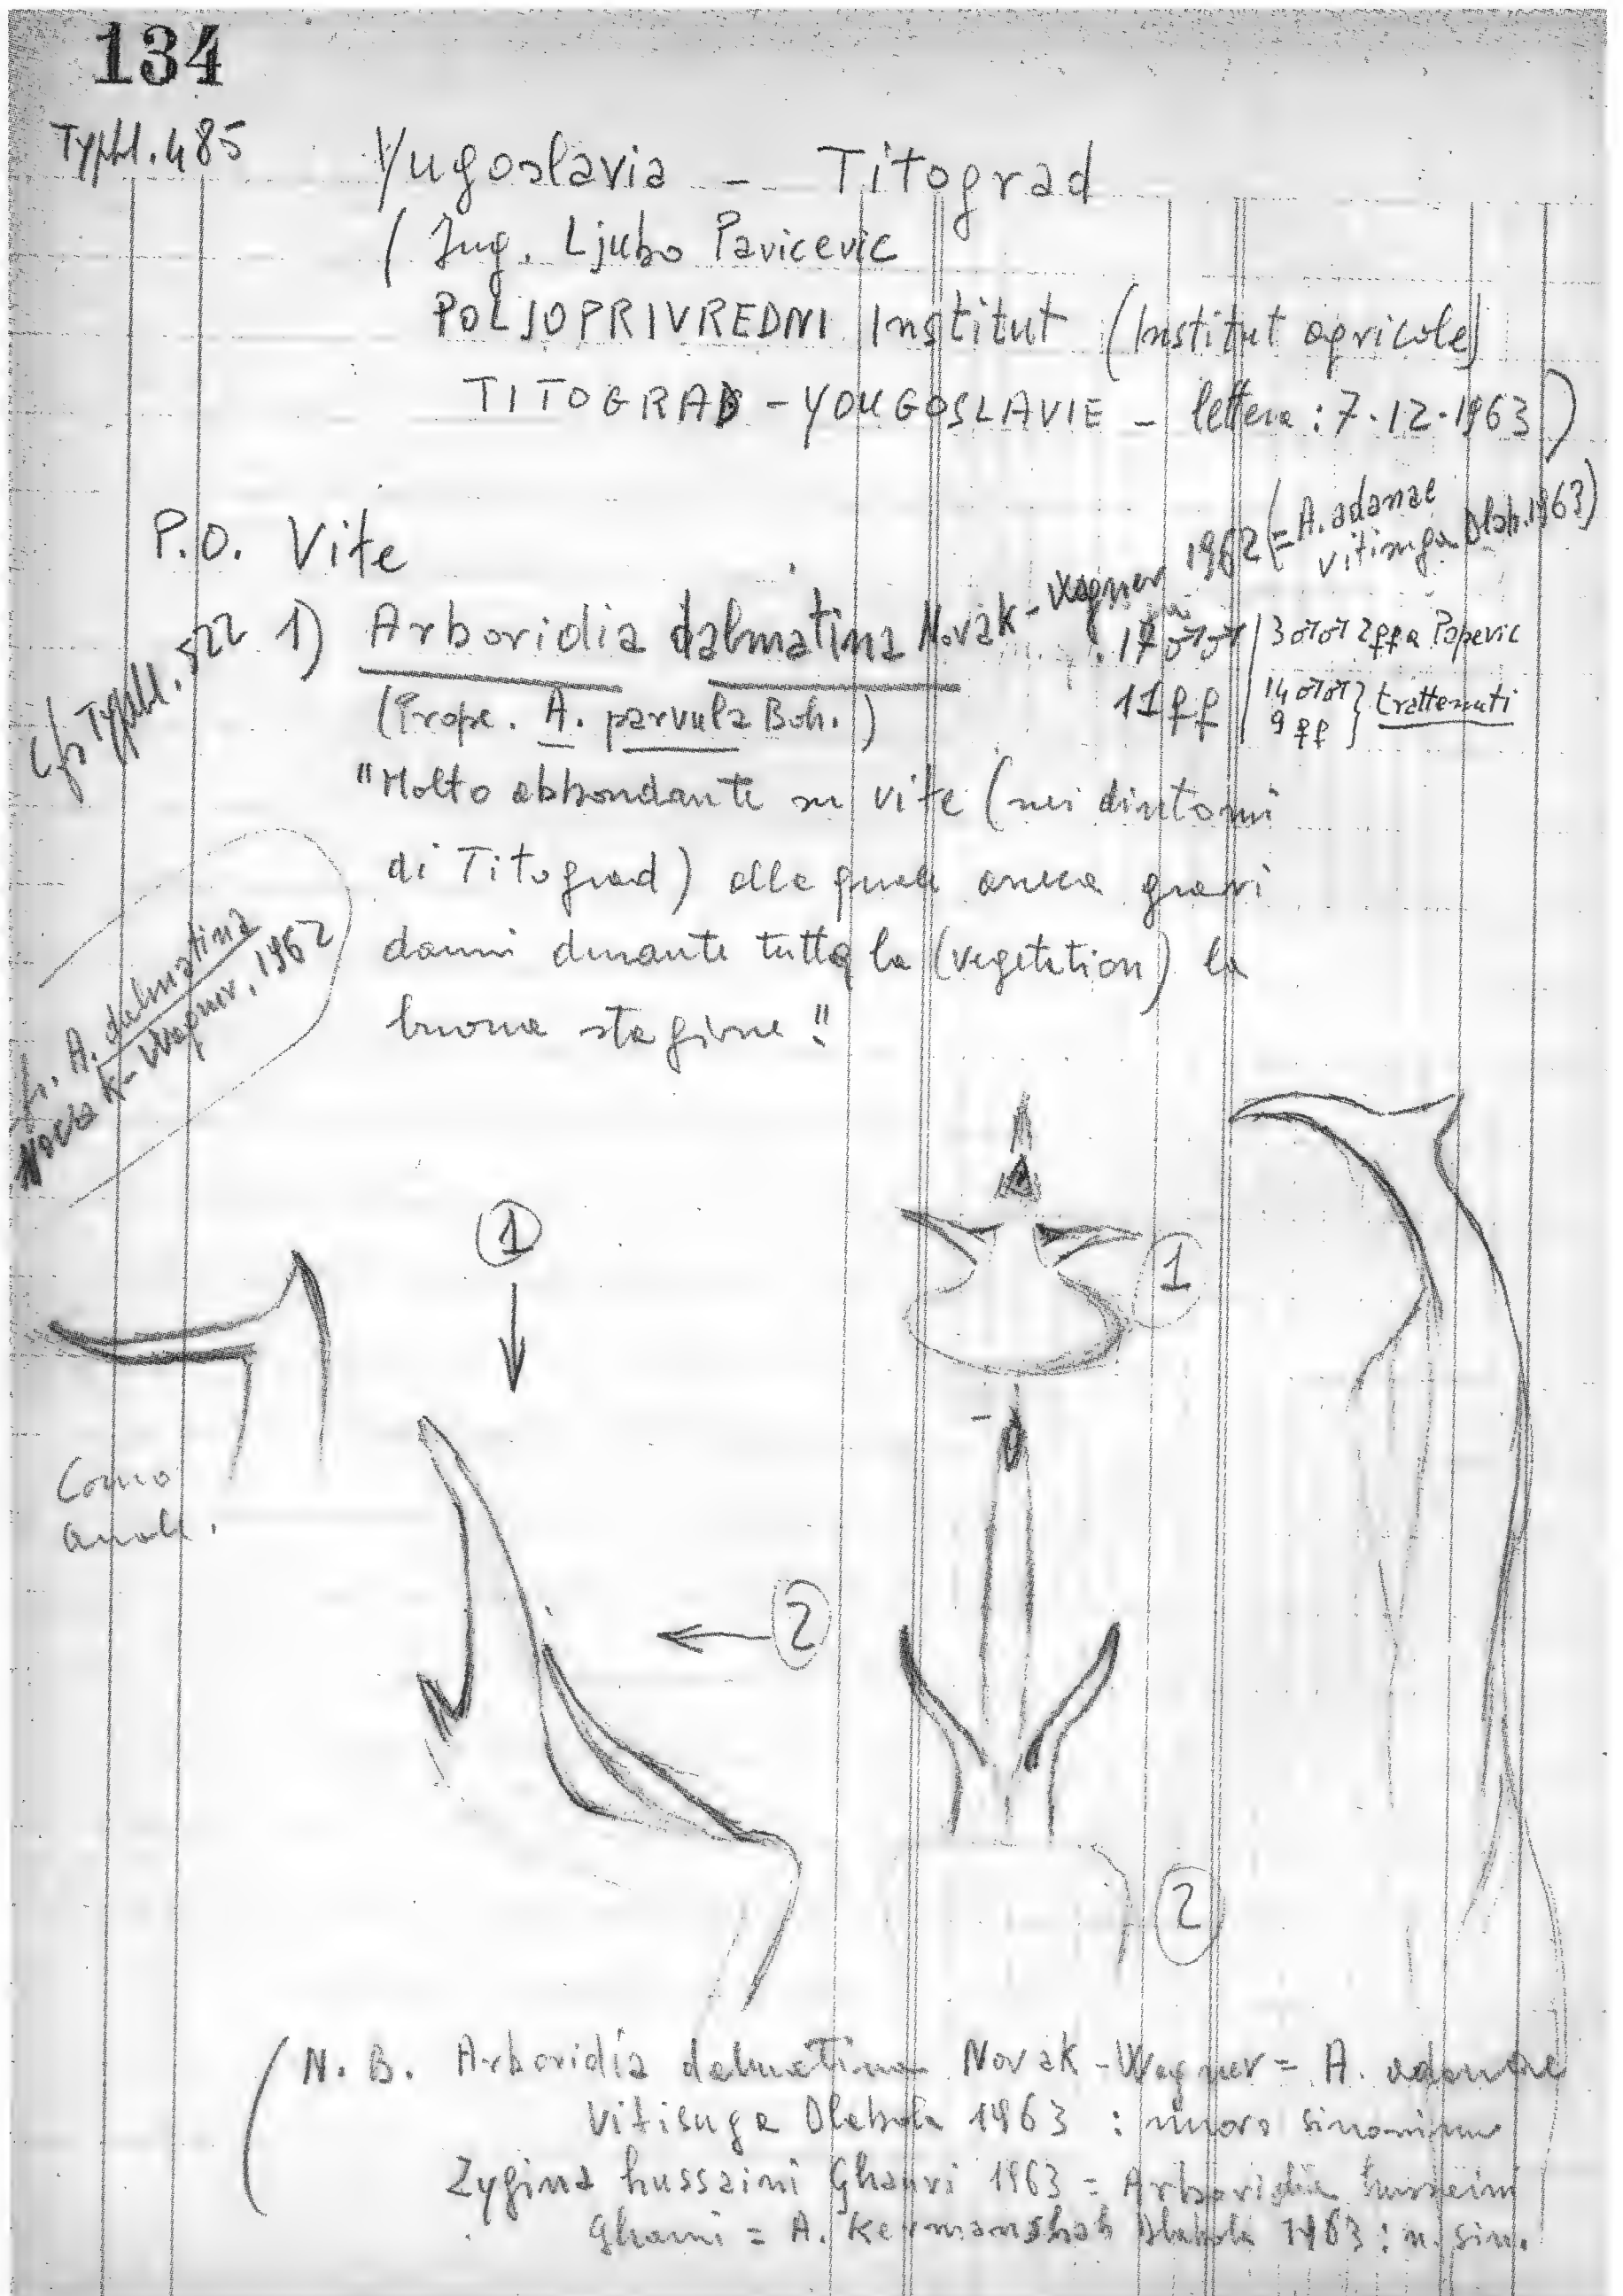 134
Typhl. 485
Yugoslavia - Titograd
( Ing. Ljubo Pavicevic
POLJOPRIVREDNI Institut (Institut agricole)
TITOGRAD - YOUGOSLAVIE - lettera : 7.12.1963 )
P.O. Vite
1) Arboridia dalmatina Novak-Wagner 1962 (= A. adanae
vitisuga Dlab. 1963)
17 ♂♂ / 3 ♂♂ 2 ♀♀ a
(Prope. A. parvula Boh.)
11 ♀♀ / 14 ♂♂ } trattenuti
9 ♀♀ }
Cfr. Typhl. 522
"Molto abbondante su vite (nei dintorni
di Titograd) alla quale arreca gravi
danni durante tutta la (vegetation) la
buona stagione"
fr. A. dalmatina
Novak-Wagner, 1962
1
1
Corno
anale.
2
2
( N. B. Arboridia dalmatina Novak-Wagner = A. adanae
vitisuga Dlabola 1963 : nuovo sinonimo
Zygina hussaini Ghauri 1963 = Arboridia hussaini
Ghauri = A. Kermanshah Dlabola 1963 : n. sin.